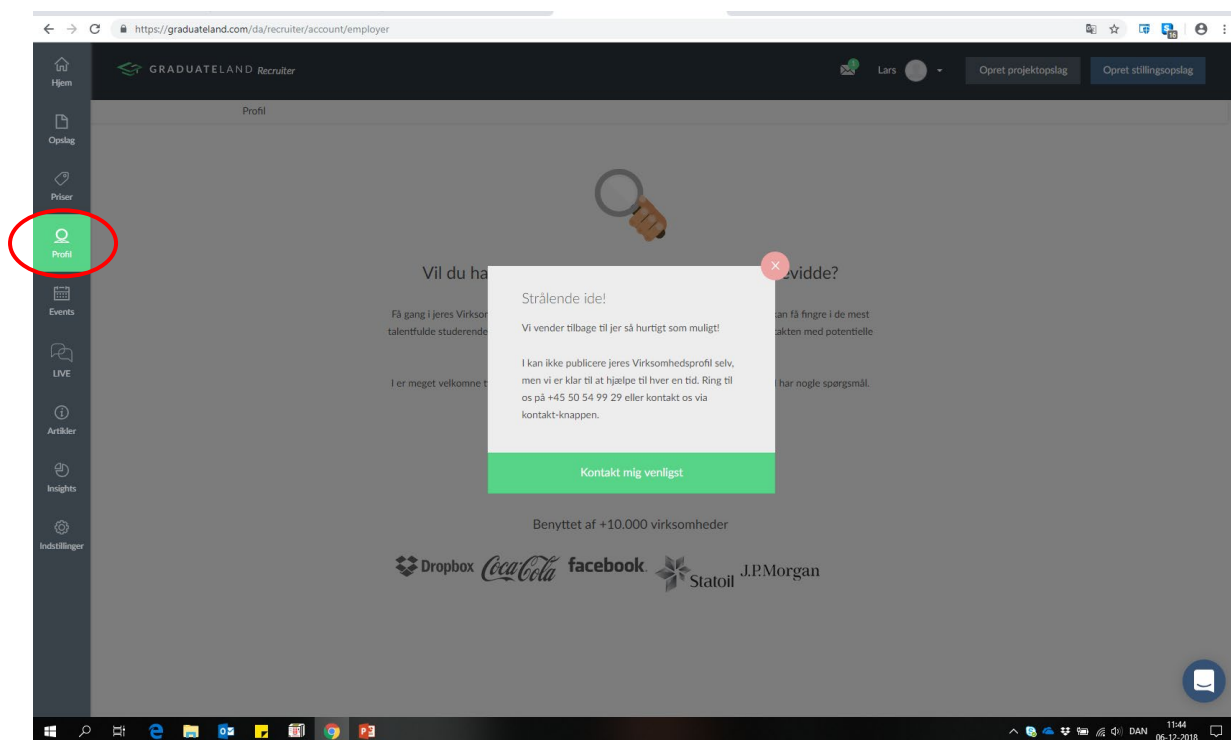 https://graduateland.com/da/recruiter/account/employer
16
Hjem
GRADUATELAND Recruiter
1
Lars
Opret projektopslag
Opret stillingsopslag
Profil
Opslag
Priser
Profil
Events
LIVE
Artikler
Insights
Indstillinger
Vil du ha
evidde?
Få gang i jeres Virksor
kan få fingre i de mest
talentfulde studerende
takten med potentielle
I er meget velkomne t
I har nogle spørgsmål.
Strålende ide!
Vi vender tilbage til jer så hurtigt som muligt!
I kan ikke publicere jeres Virksomhedsprofil selv,
men vi er klar til at hjælpe til hver en tid. Ring til
os på +45 50 54 99 29 eller kontakt os via
kontakt-knappen.
Kontakt mig venligst
Benyttet af +10.000 virksomheder
Dropbox Coca-Cola facebook. Statoil J.P.Morgan
DAN
11:44
06-12-2018